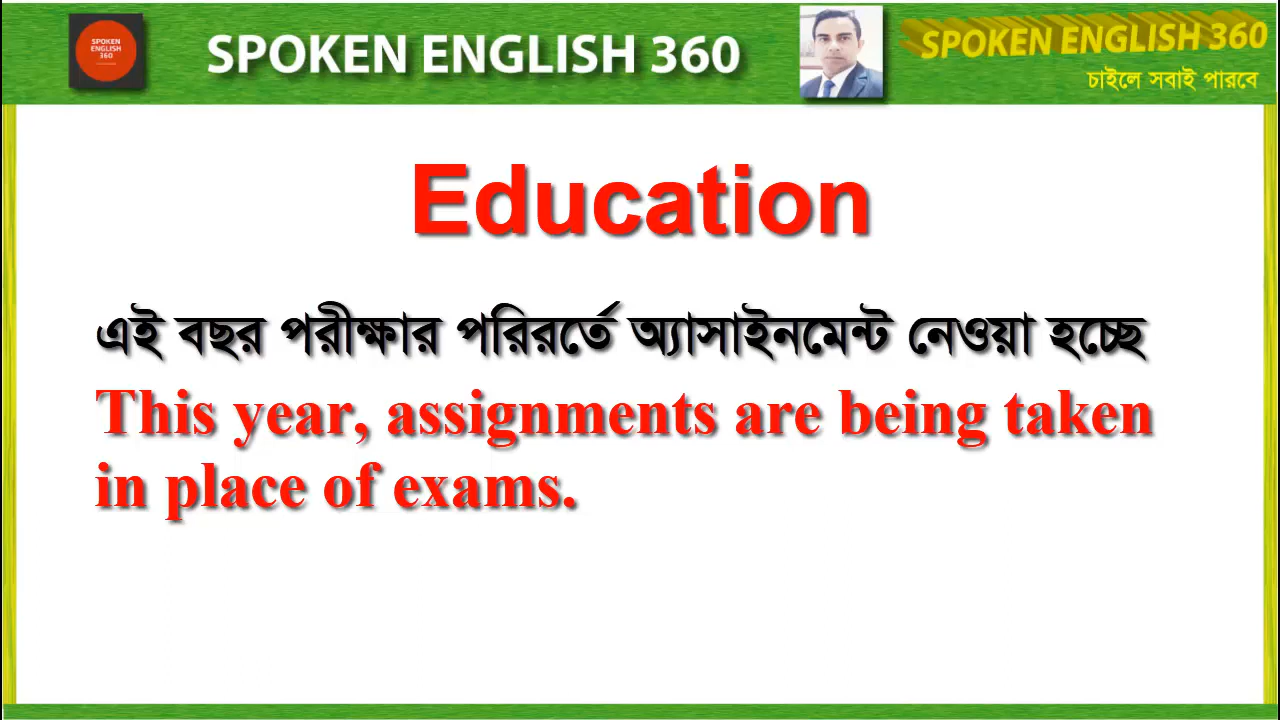 SPOKEN
ENGLISH
360
SPOKEN ENGLISH 360
SPOKEN ENGLISH 360
চাইলে সবাই পারবে
Education
এই বছর পরীক্ষার পরিরর্তে অ্যাসাইনমেন্ট নেওয়া হচ্ছে
This year, assignments are being taken
in place of exams.